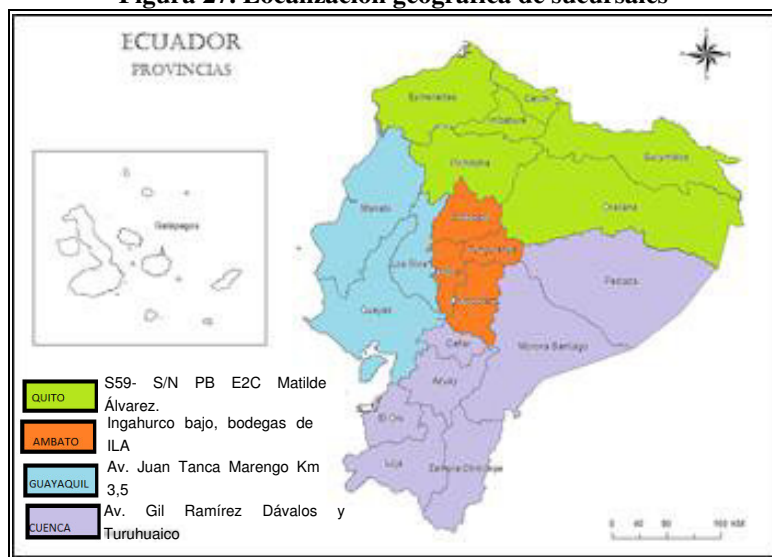 Figura 27. Localización geográfica de sucursales
ECUADOR
PROVINCIAS
Esmeraldas
Carchi
Imbabura
Pichincha
Sucumbios
Orellana
Galápagos
Manabí
Los Rios
Guayas
Pastaza
Morona Santiago
Cañar
Azuay
El Oro
Loja
Zamora Chinchipe
QUITO
S59- S/N PB E2C Matilde
Álvarez.
AMBATO
Ingahurco bajo, bodegas de
ILA
GUAYAQUIL
Av. Juan Tanca Marengo Km
3,5
CUENCA
Av. Gil Ramírez Dávalos y
Turuhuaico